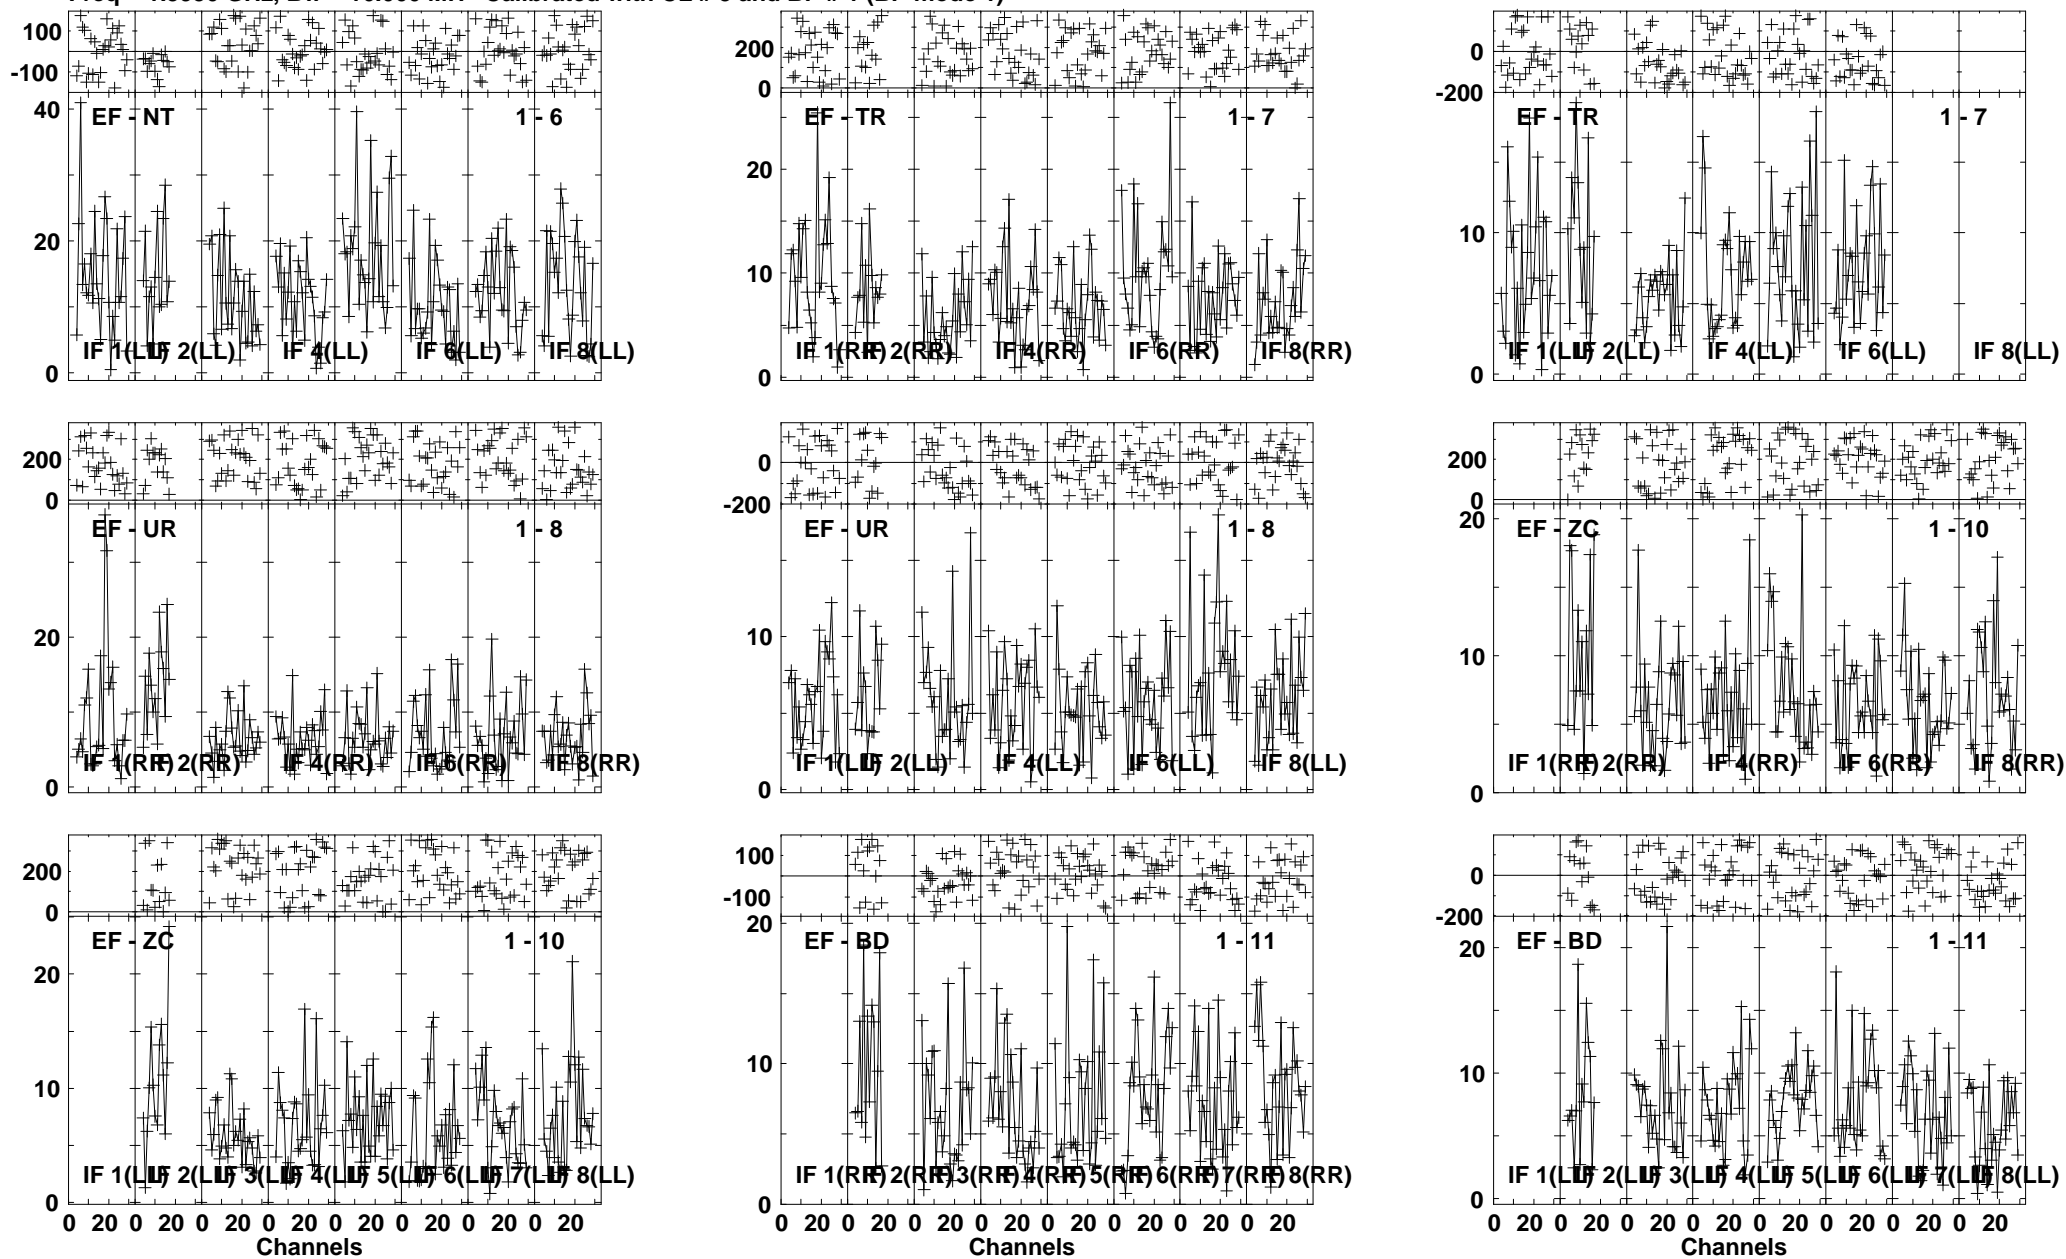 100
-100
40
20
0
EF - NT
1 - 6
IF 1(LL) IF 2(LL) IF 4(LL) IF 6(LL) IF 8(LL)
200
0
20
10
0
EF - TR
1 - 7
IF 1(RR) IF 2(RR) IF 4(RR) IF 6(RR) IF 8(RR)
0
-200
10
0
EF - TR
1 - 7
IF 1(LL) IF 2(LL) IF 4(LL) IF 6(LL) IF 8(LL)
200
0
20
0
EF - UR
1 - 8
IF 1(RR) IF 2(RR) IF 4(RR) IF 6(RR) IF 8(RR)
0
-200
10
0
EF - UR
1 - 8
IF 1(LL) IF 2(LL) IF 4(LL) IF 6(LL) IF 8(LL)
200
0
20
10
0
EF - ZC
1 - 10
IF 1(RR) IF 2(RR) IF 4(RR) IF 6(RR) IF 8(RR)
200
0
20
10
0
EF - ZC
1 - 10
IF 1(LL) IF 2(LL) IF 3(LL) IF 4(LL) IF 5(LL) IF 6(LL) IF 7(LL) IF 8(LL)
0 20 0 20 0 20 0 20 0 20 0 20 0 20 0 20
Channels
100
-100
20
10
0
EF - BD
1 - 11
IF 1(RR) IF 2(RR) IF 3(RR) IF 4(RR) IF 5(RR) IF 6(RR) IF 7(RR) IF 8(RR)
0 20 0 20 0 20 0 20 0 20 0 20 0 20 0 20
Channels
0
-200
20
10
0
EF - BD
1 - 11
IF 1(LL) IF 2(LL) IF 3(LL) IF 4(LL) IF 5(LL) IF 6(LL) IF 7(LL) IF 8(LL)
0 20 0 20 0 20 0 20 0 20 0 20 0 20 0 20
Channels